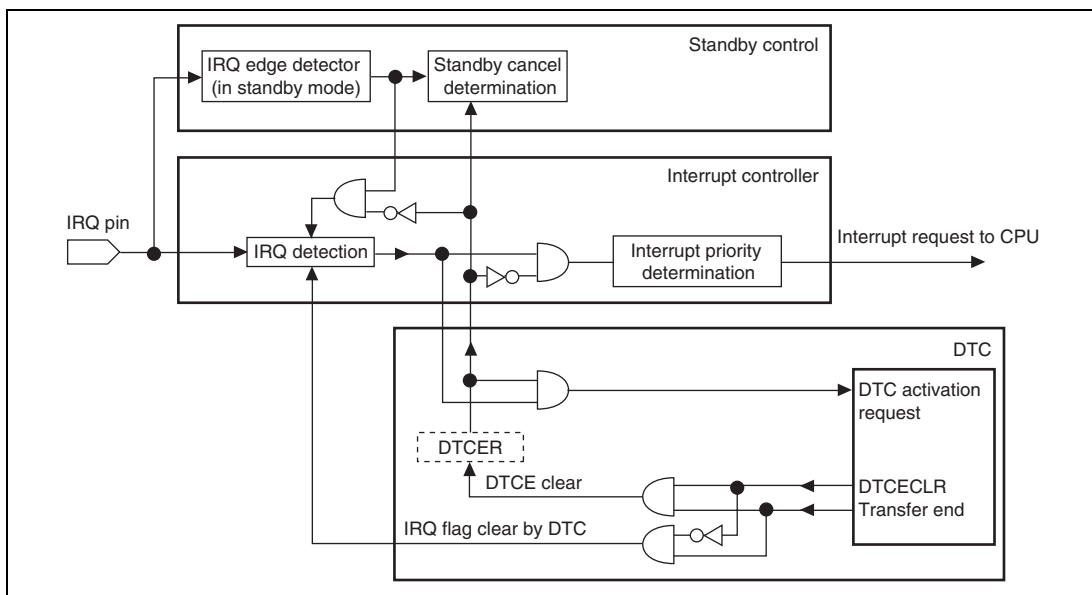 Standby control
IRQ edge detector
(in standby mode)
Standby cancel
determination
Interrupt controller
IRQ pin
IRQ detection
Interrupt priority
determination
Interrupt request to CPU
DTC
DTC activation
request
DTCER
DTCE clear
DTCECLR
Transfer end
IRQ flag clear by DTC